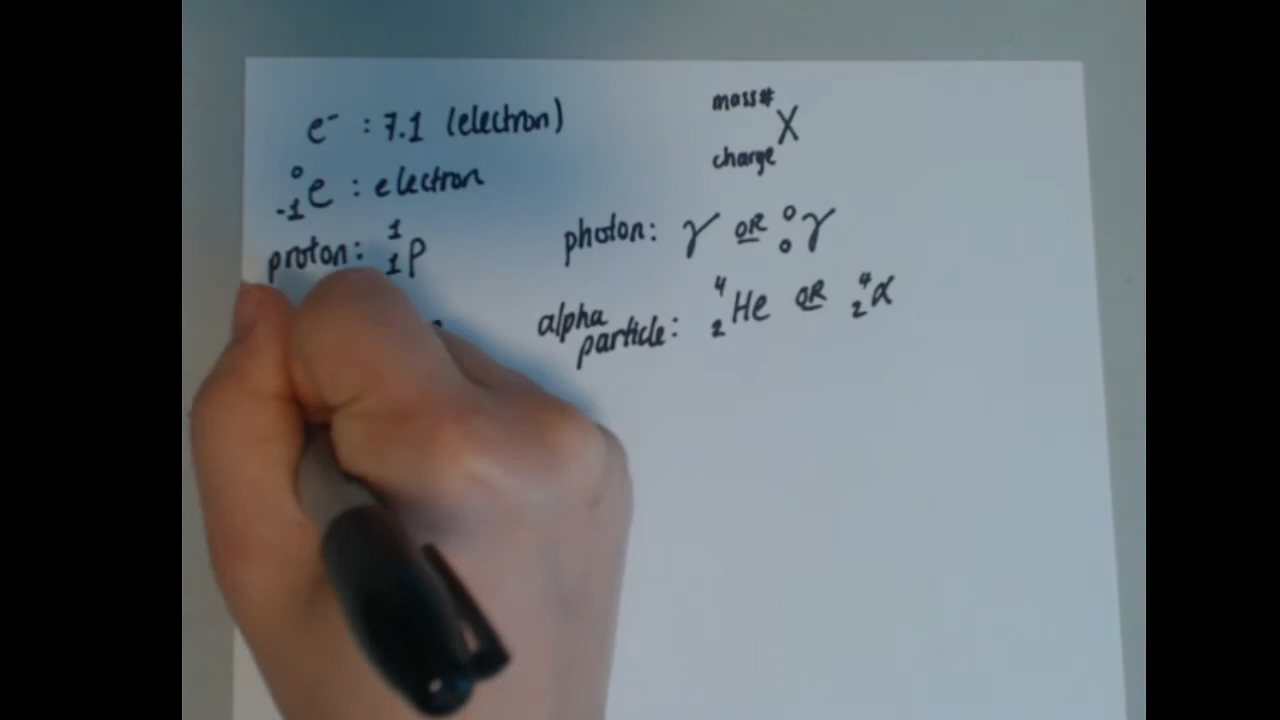 e⁻ : 7.1 (electron)
⁰₋₁e : electron
proton: ¹₁p
mass#
X
charge
photon: γ OR ⁰₀γ
alpha
particle: ⁴₂He OR ⁴₂α